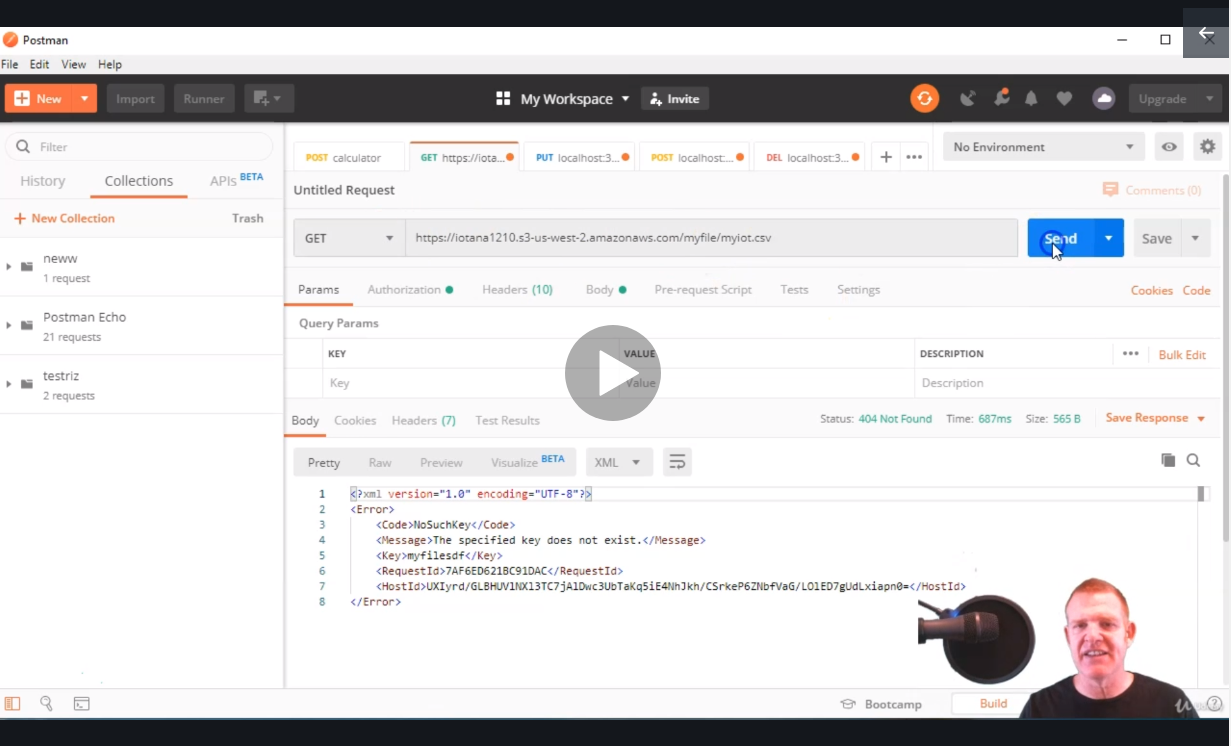 Postman
File Edit View Help
New Import Runner My Workspace Invite Upgrade
Filter
History Collections APIs BETA
New Collection Trash
neww
1 request
Postman Echo
21 requests
testriz
2 requests
POST calculator GET https://iota... PUT localhost:3... POST localhost:... DEL localhost:3... No Environment
Untitled Request Comments (0)
GET https://iotana1210.s3-us-west-2.amazonaws.com/myfile/myiot.csv Send Save
Params Authorization Headers (10) Body Pre-request Script Tests Settings Cookies Code
Query Params
KEY VALUE DESCRIPTION Bulk Edit
Key Value Description
Body Cookies Headers (7) Test Results Status: 404 Not Found Time: 687ms Size: 565 B Save Response
Pretty Raw Preview Visualize BETA XML
1 <?xml version="1.0" encoding="UTF-8"?>
2 <Error>
3 <Code>NoSuchKey</Code>
4 <Message>The specified key does not exist.</Message>
5 <Key>myfilesdf</Key>
6 <RequestId>7AF6ED621BC91DAC</RequestId>
7 <HostId>UXIyrd/GLBHUVlNXl3TC7jAlDwc3UbTaKq5iE4NhJkh/CSrkeP6ZNbfVaG/LOlED7gUdLxiapn0=</HostId>
8 </Error>
Bootcamp Build